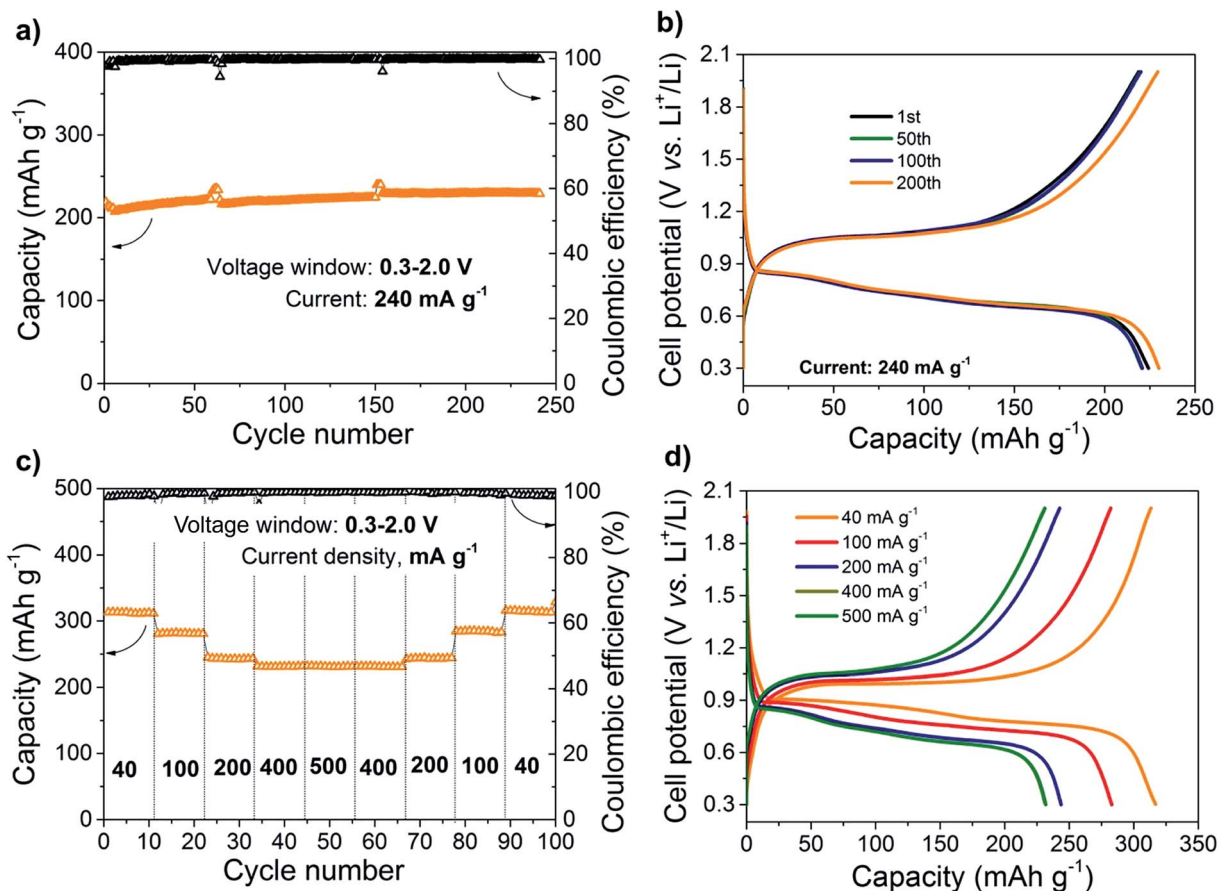 a)
400
300
200
100
0
Capacity (mAh g⁻¹)
100
80
60
40
20
0
Coulombic efficiency (%)
Voltage window: 0.3-2.0 V
Current: 240 mA g⁻¹
0 50 100 150 200 250
Cycle number
b)
2.1
1.8
1.5
1.2
0.9
0.6
0.3
Cell potential (V vs. Li⁺/Li)
1st
50th
100th
200th
Current: 240 mA g⁻¹
0 50 100 150 200 250
Capacity (mAh g⁻¹)
c)
500
400
300
200
100
0
Capacity (mAh g⁻¹)
100
80
60
40
20
0
Coulombic efficiency (%)
Voltage window: 0.3-2.0 V
Current density, mA g⁻¹
40 100 200 400 500 400 200 100 40
0 10 20 30 40 50 60 70 80 90 100
Cycle number
d)
2.1
1.8
1.5
1.2
0.9
0.6
0.3
Cell potential (V vs. Li⁺/Li)
40 mA g⁻¹
100 mA g⁻¹
200 mA g⁻¹
400 mA g⁻¹
500 mA g⁻¹
0 50 100 150 200 250 300 350
Capacity (mAh g⁻¹)